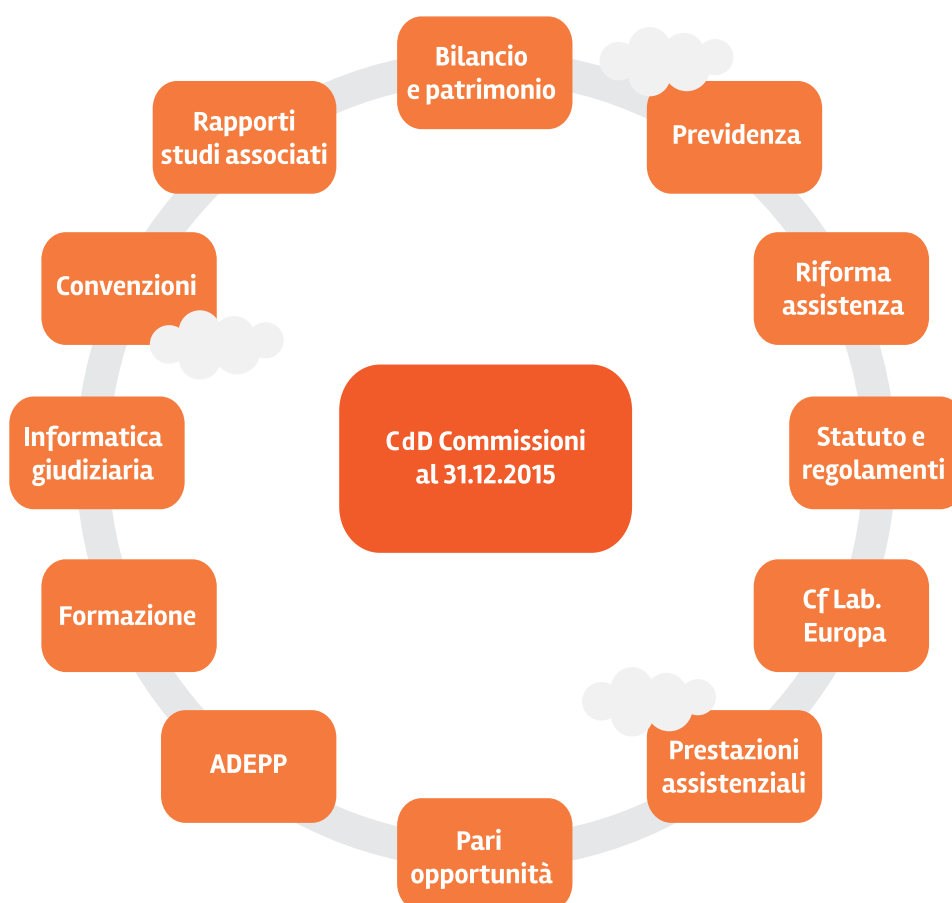 Bilancio
e patrimonio
Previdenza
Riforma
assistenza
Statuto e
regolamenti
Cf Lab.
Europa
Prestazioni
assistenziali
Pari
opportunità
ADEPP
Formazione
Informatica
giudiziaria
Convenzioni
Rapporti
studi associati
CdD Commissioni
al 31.12.2015